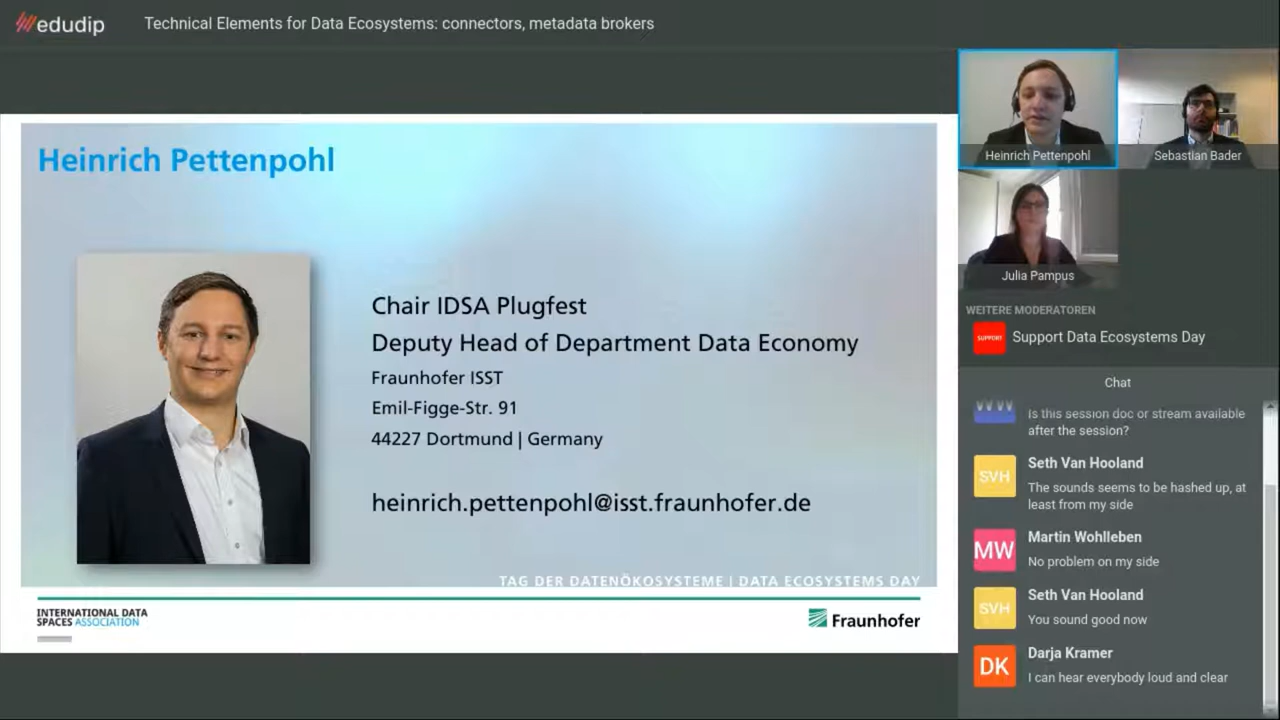 edudip
Technical Elements for Data Ecosystems: connectors, metadata brokers
Heinrich Pettenpohl
Chair IDSA Plugfest
Deputy Head of Department Data Economy
Fraunhofer ISST
Emil-Figge-Str. 91
44227 Dortmund | Germany
heinrich.pettenpohl@isst.fraunhofer.de
TAG DER DATENÖKOSYSTEME | DATA ECOSYSTEMS DAY
INTERNATIONAL DATA
SPACES ASSOCIATION
Fraunhofer
Heinrich Pettenpohl
Sebastian Bader
Julia Pampus
WEITERE MODERATOREN
SUPPORT
Support Data Ecosystems Day
Chat
Is this session doc or stream available
after the session?
SVH
Seth Van Hooland
The sounds seems to be hashed up, at
least from my side
MW
Martin Wohlleben
No problem on my side
SVH
Seth Van Hooland
You sound good now
DK
Darja Kramer
I can hear everybody loud and clear